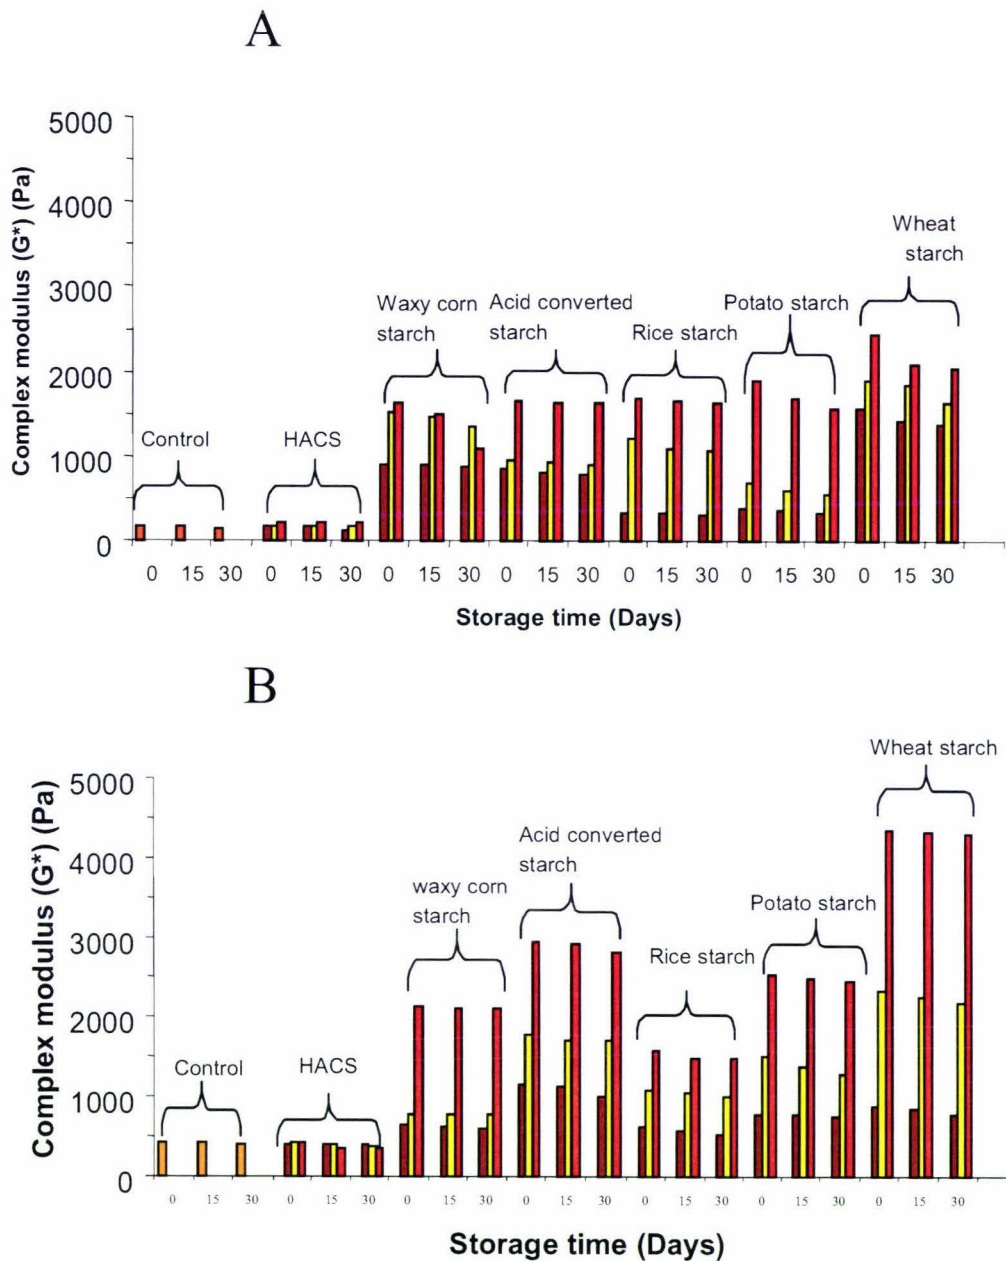 A
5000
4000
3000
2000
1000
0
Complex modulus (G*) (Pa)
Control
HACS
Waxy corn
starch
Acid converted
starch
Rice starch
Potato starch
Wheat
starch
0 15 30 0 15 30 0 15 30 0 15 30 0 15 30 0 15 30 0 15 30
Storage time (Days)
B
5000
4000
3000
2000
1000
0
Complex modulus (G*) (Pa)
Control
HACS
waxy corn
starch
Acid converted
starch
Rice starch
Potato starch
Wheat starch
0 15 30 0 15 30 0 15 30 0 15 30 0 15 30 0 15 30 0 15 30
Storage time (Days)